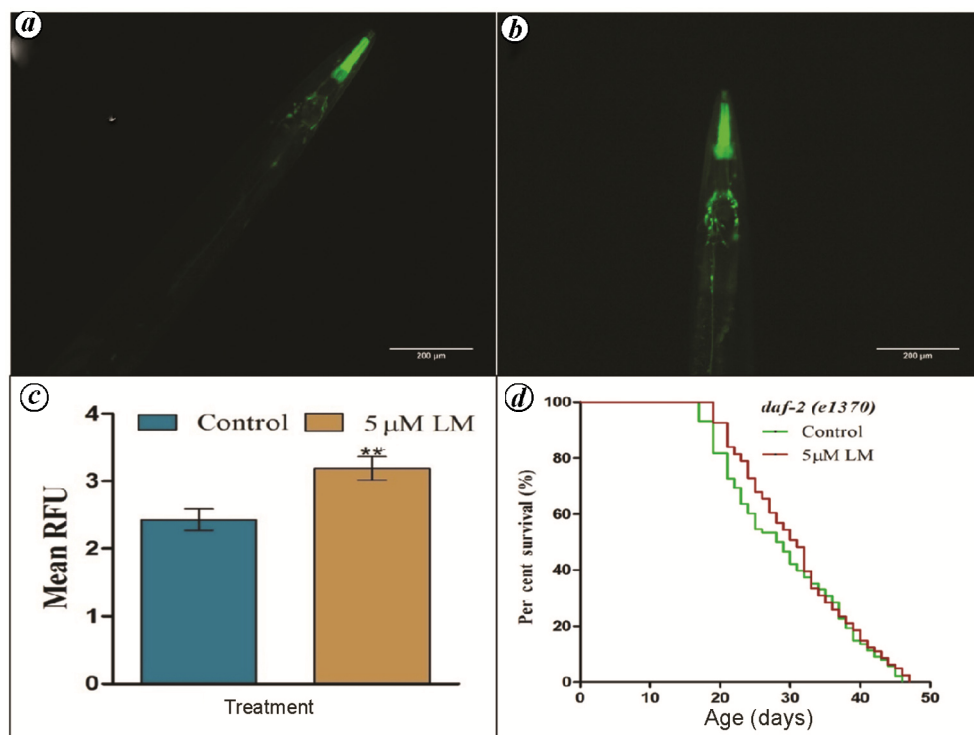 a
b
200 μm
200 μm
c
Control
5 μM LM
**
4
3
2
1
0
Mean RFU
Treatment
d
daf-2 (e1370)
Control
5μM LM
100
80
60
40
20
0
Per cent survival (%)
0 10 20 30 40 50
Age (days)